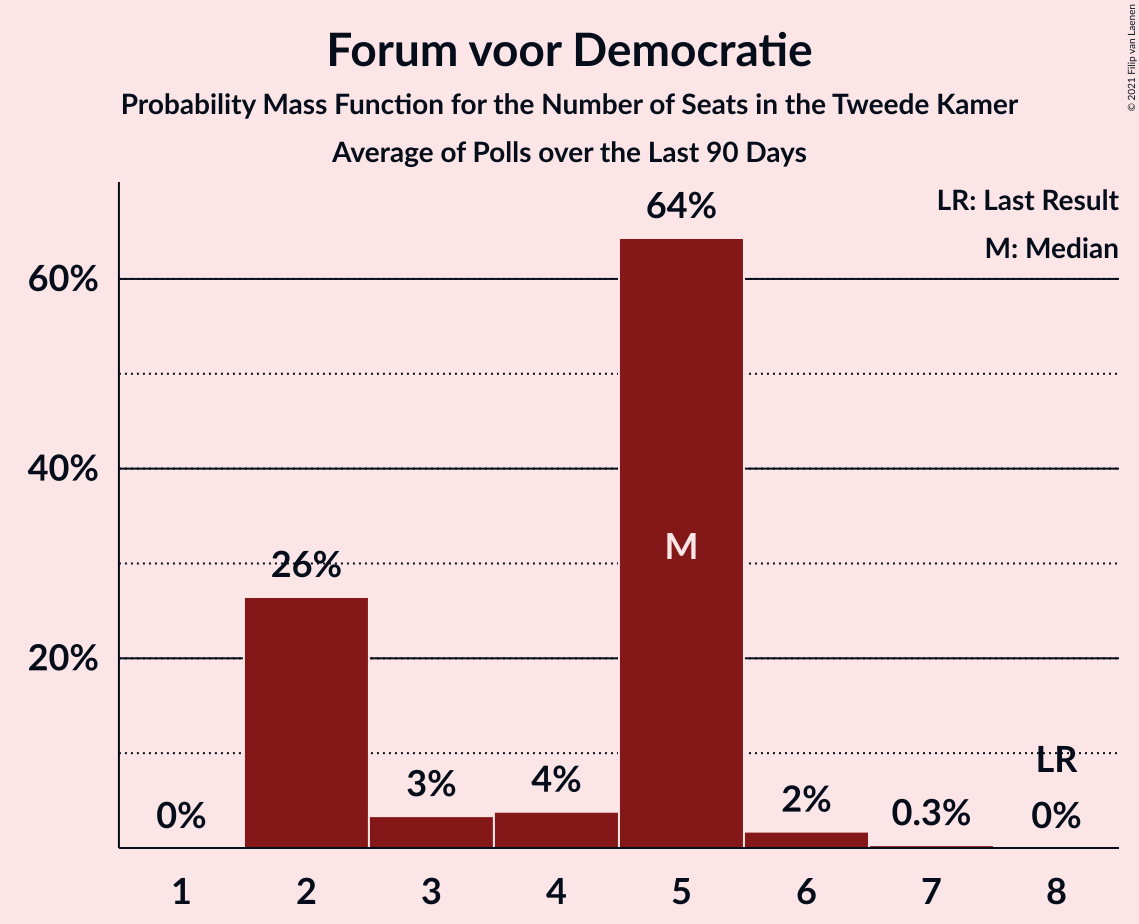 Forum voor Democratie
Probability Mass Function for the Number of Seats in the Tweede Kamer
Average of Polls over the Last 90 Days
© 2021 Filip van Laenen
LR: Last Result
M: Median
64%
60%
M
40%
26%
20%
LR
0%
3%
4%
2%
0.3%
0%
1 2 3 4 5 6 7 8